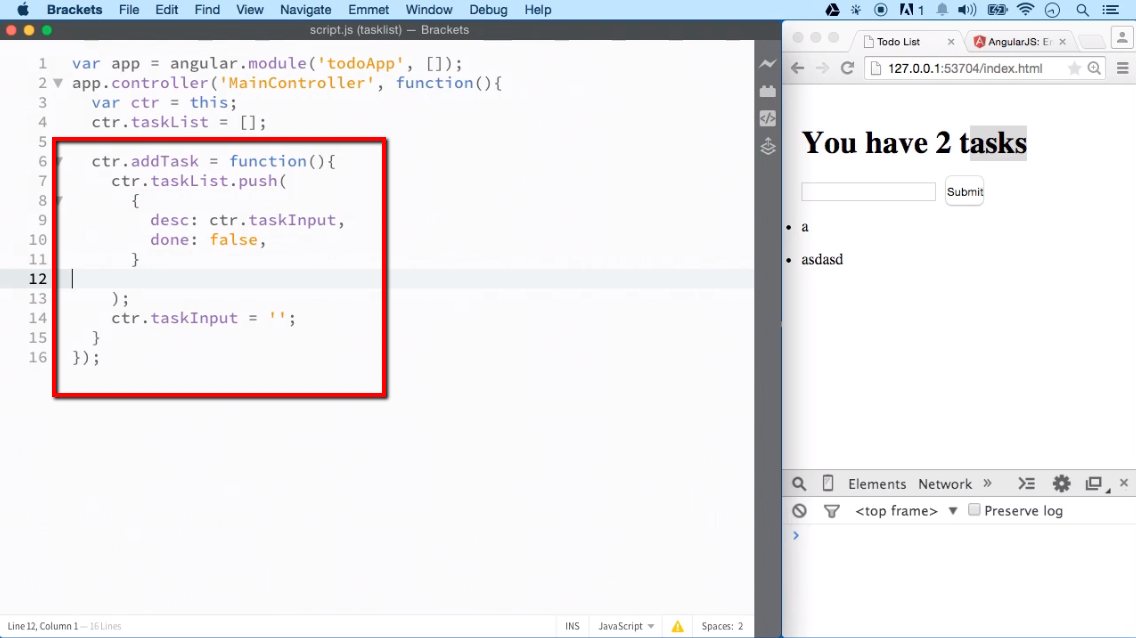 Brackets File Edit Find View Navigate Emmet Window Debug Help 1
script.js (tasklist) — Brackets
1 var app = angular.module('todoApp', []);
2 app.controller('MainController', function(){
3 var ctr = this;
4 ctr.taskList = [];
5
6 ctr.addTask = function(){
7 ctr.taskList.push(
8 {
9 desc: ctr.taskInput,
10 done: false,
11 }
12
13 );
14 ctr.taskInput = '';
15 }
16 });
Line 12, Column 1 — 16 Lines INS JavaScript Spaces: 2
Todo List AngularJS: Er
127.0.0.1:53704/index.html
You have 2 tasks
Submit
• a
• asdasd
Elements Network »
<top frame> Preserve log